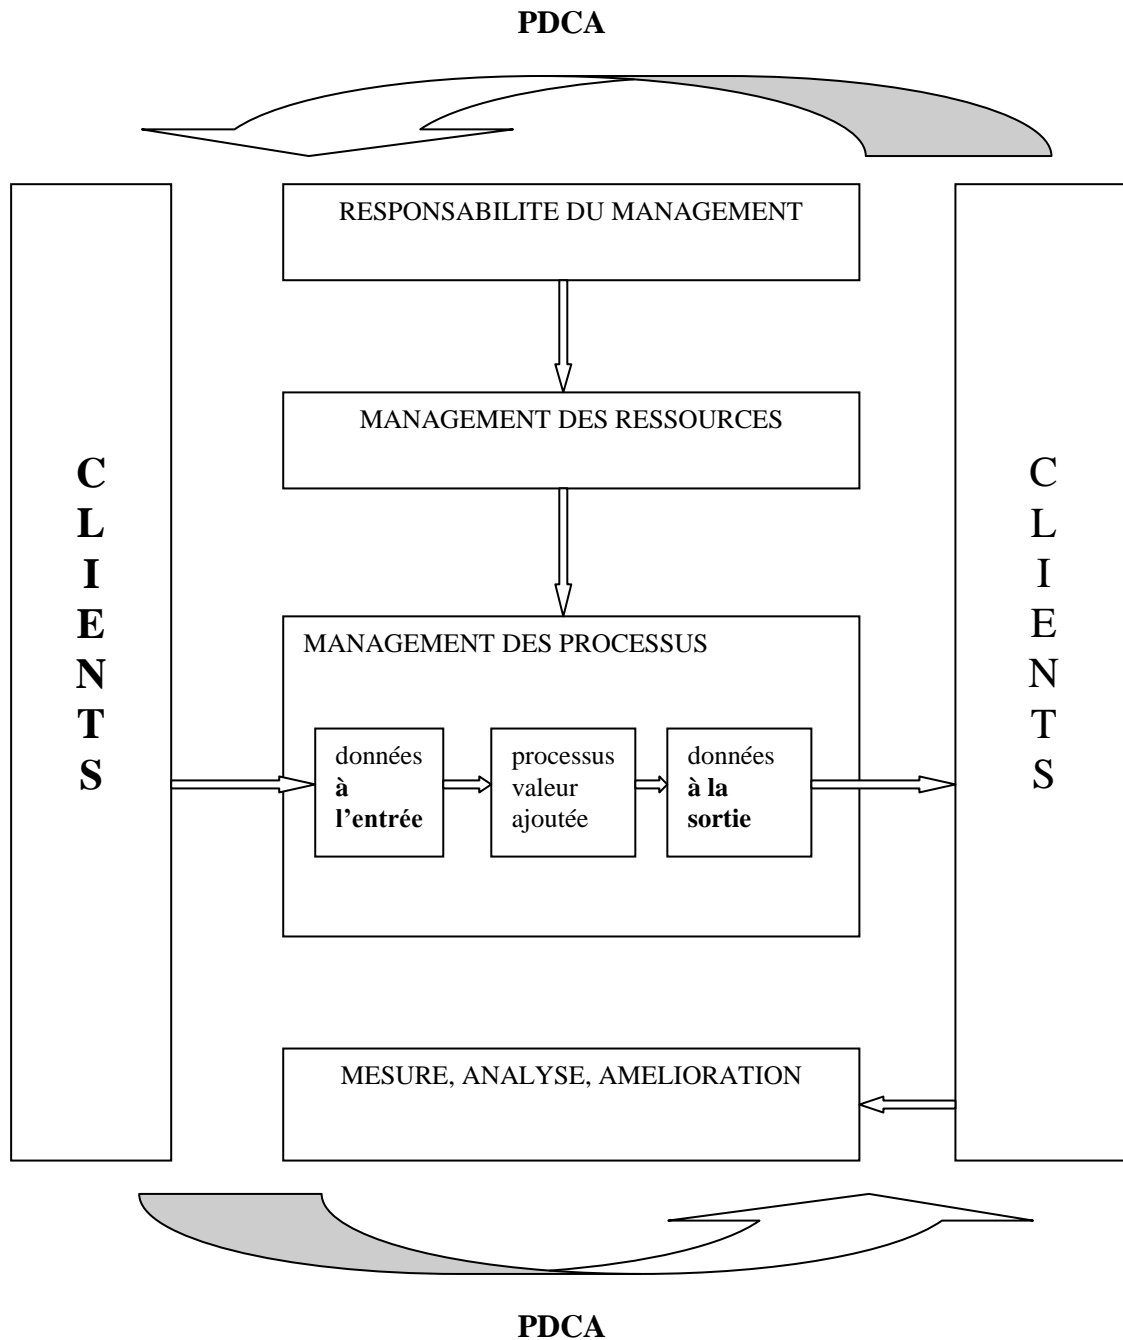 PDCA
RESPONSABILITE DU MANAGEMENT
MANAGEMENT DES RESSOURCES
C
L
I
E
N
T
S
C
L
I
E
N
T
S
MANAGEMENT DES PROCESSUS
données
à
l’entrée
processus
valeur
ajoutée
données
à la
sortie
MESURE, ANALYSE, AMELIORATION
PDCA